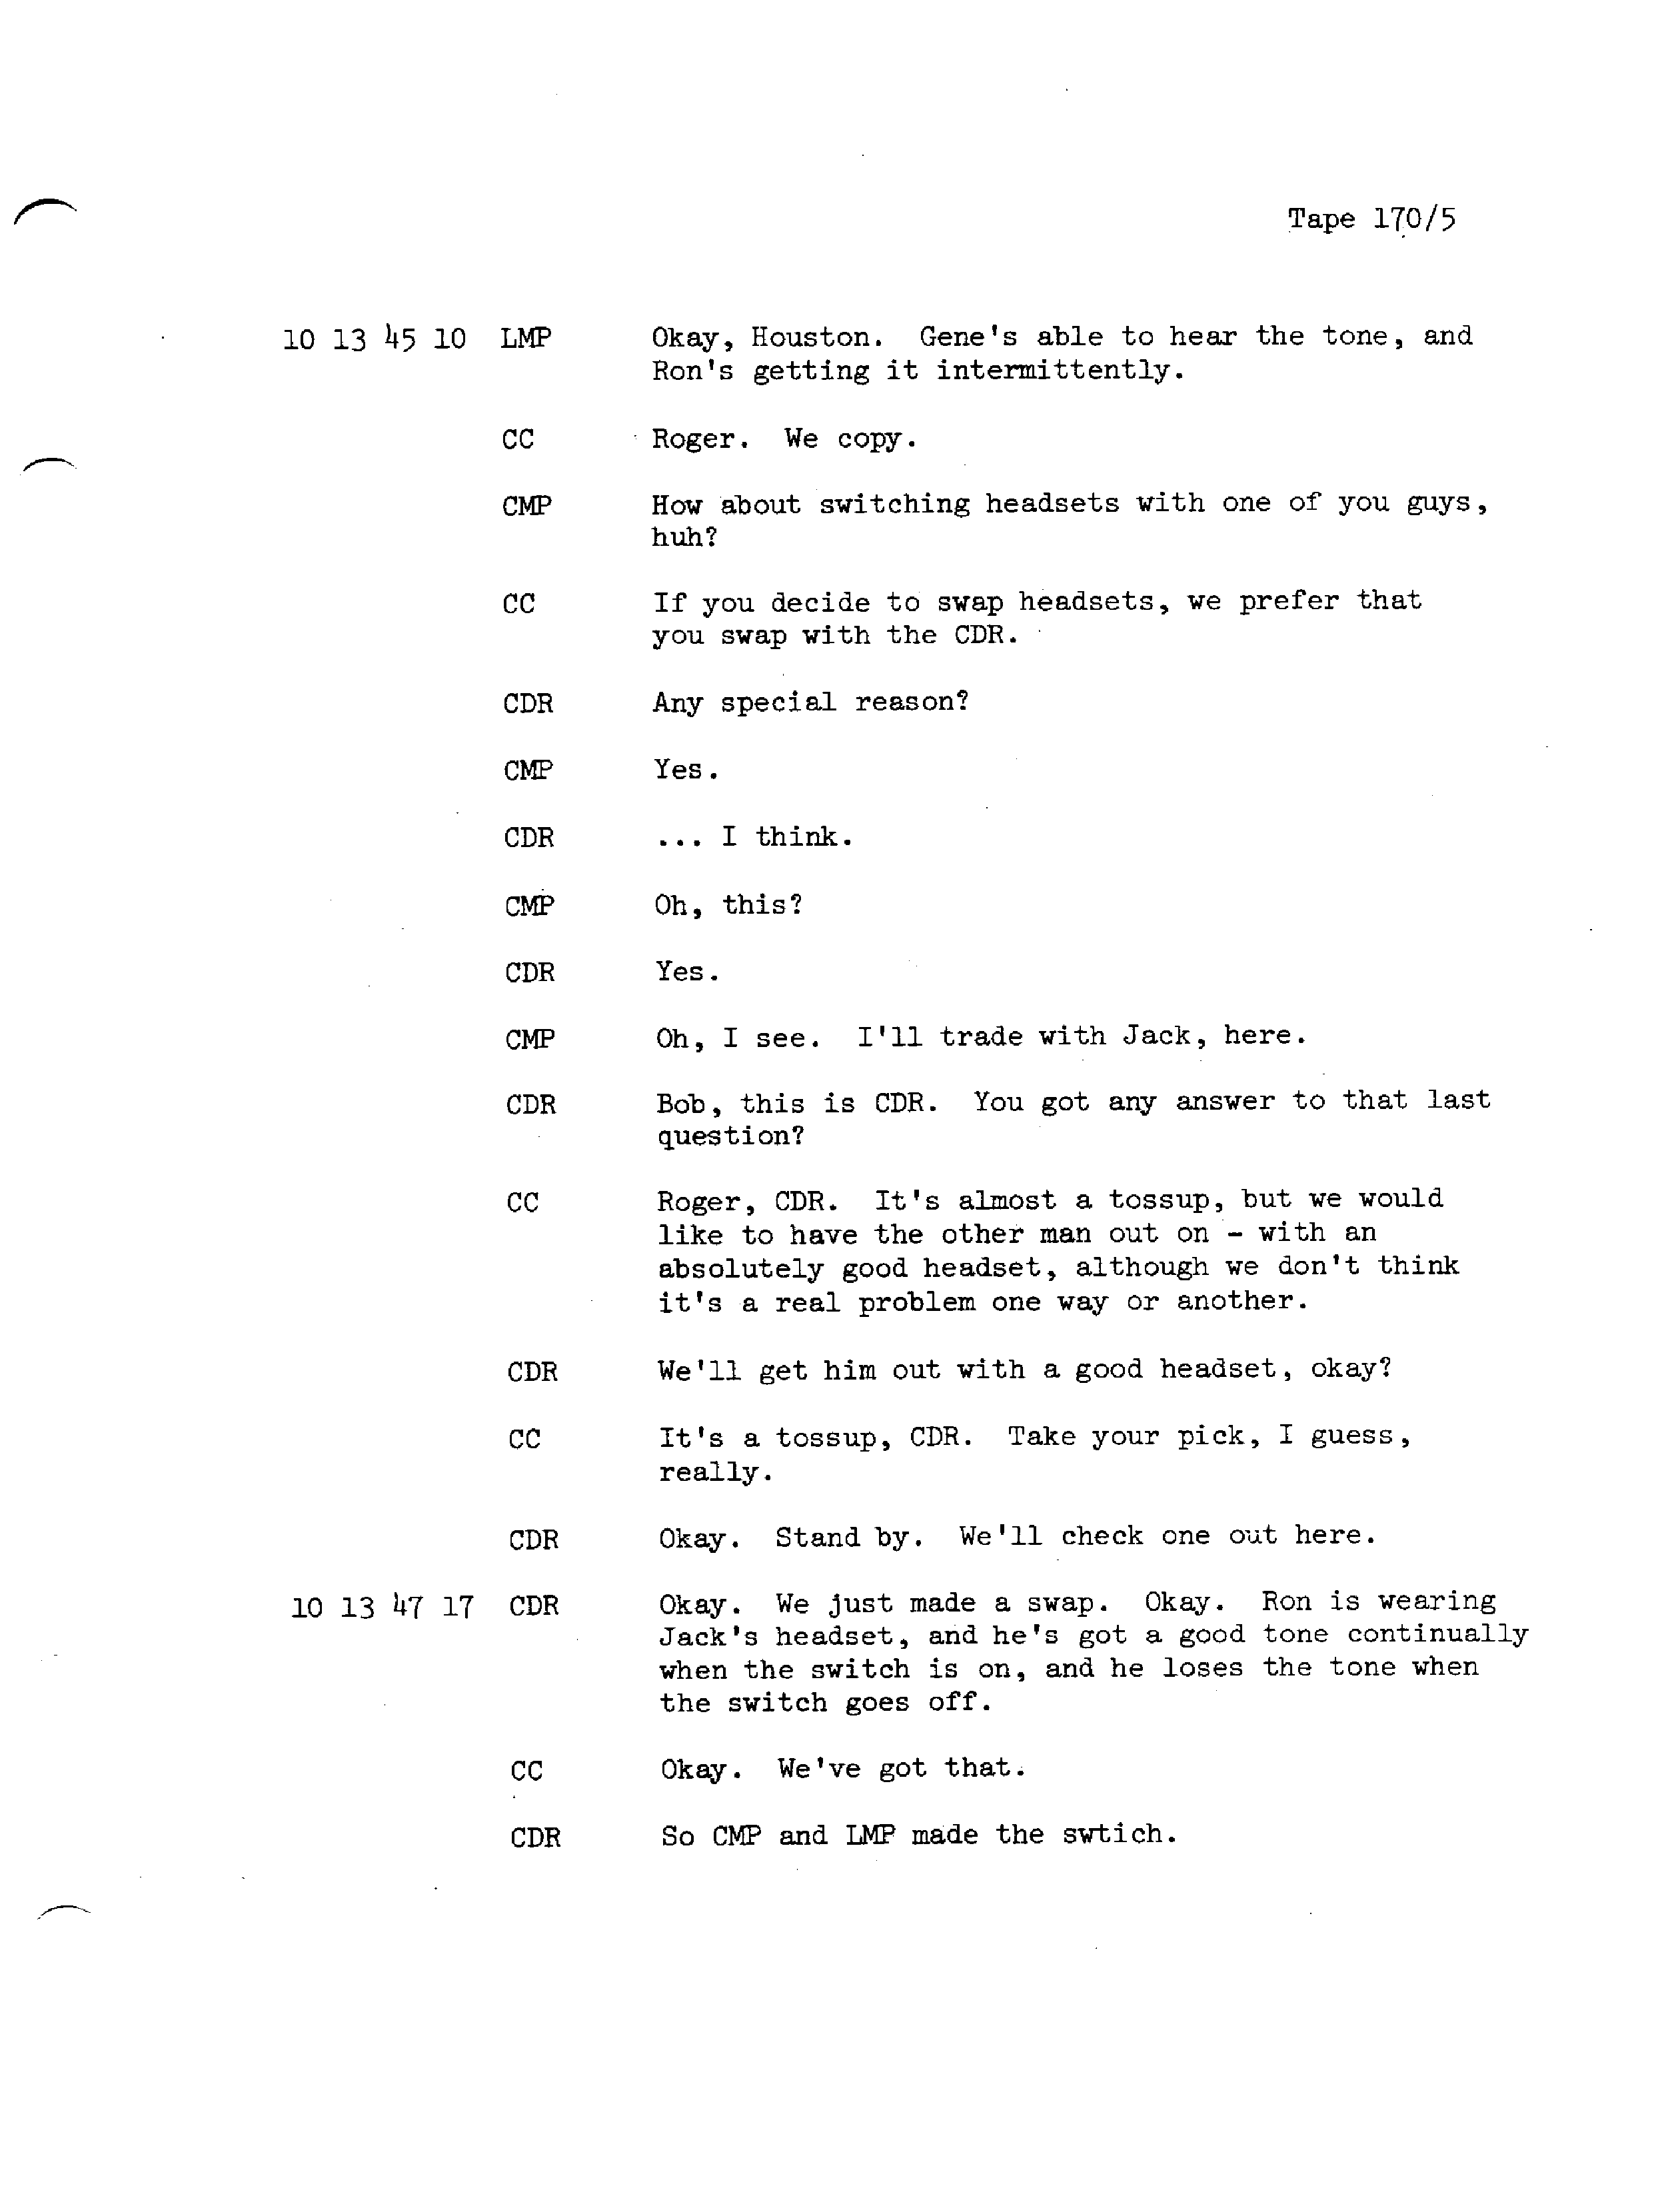 Tape 170/5
10 13 45 10 LMP Okay, Houston. Gene's able to hear the tone, and
Ron's getting it intermittently.
CC Roger. We copy.
CMP How about switching headsets with one of you guys,
huh?
CC If you decide to swap headsets, we prefer that
you swap with the CDR.
CDR Any special reason?
CMP Yes.
CDR ... I think.
CMP Oh, this?
CDR Yes.
CMP Oh, I see. I'll trade with Jack, here.
CDR Bob, this is CDR. You got any answer to that last
question?
CC Roger, CDR. It's almost a tossup, but we would
like to have the other man out on - with an
absolutely good headset, although we don't think
it's a real problem one way or another.
CDR We'll get him out with a good headset, okay?
CC It's a tossup, CDR. Take your pick, I guess,
really.
CDR Okay. Stand by. We'll check one out here.
10 13 47 17 CDR Okay. We just made a swap. Okay. Ron is wearing
Jack's headset, and he's got a good tone continually
when the switch is on, and he loses the tone when
the switch goes off.
CC Okay. We've got that.
CDR So CMP and LMP made the swtich.